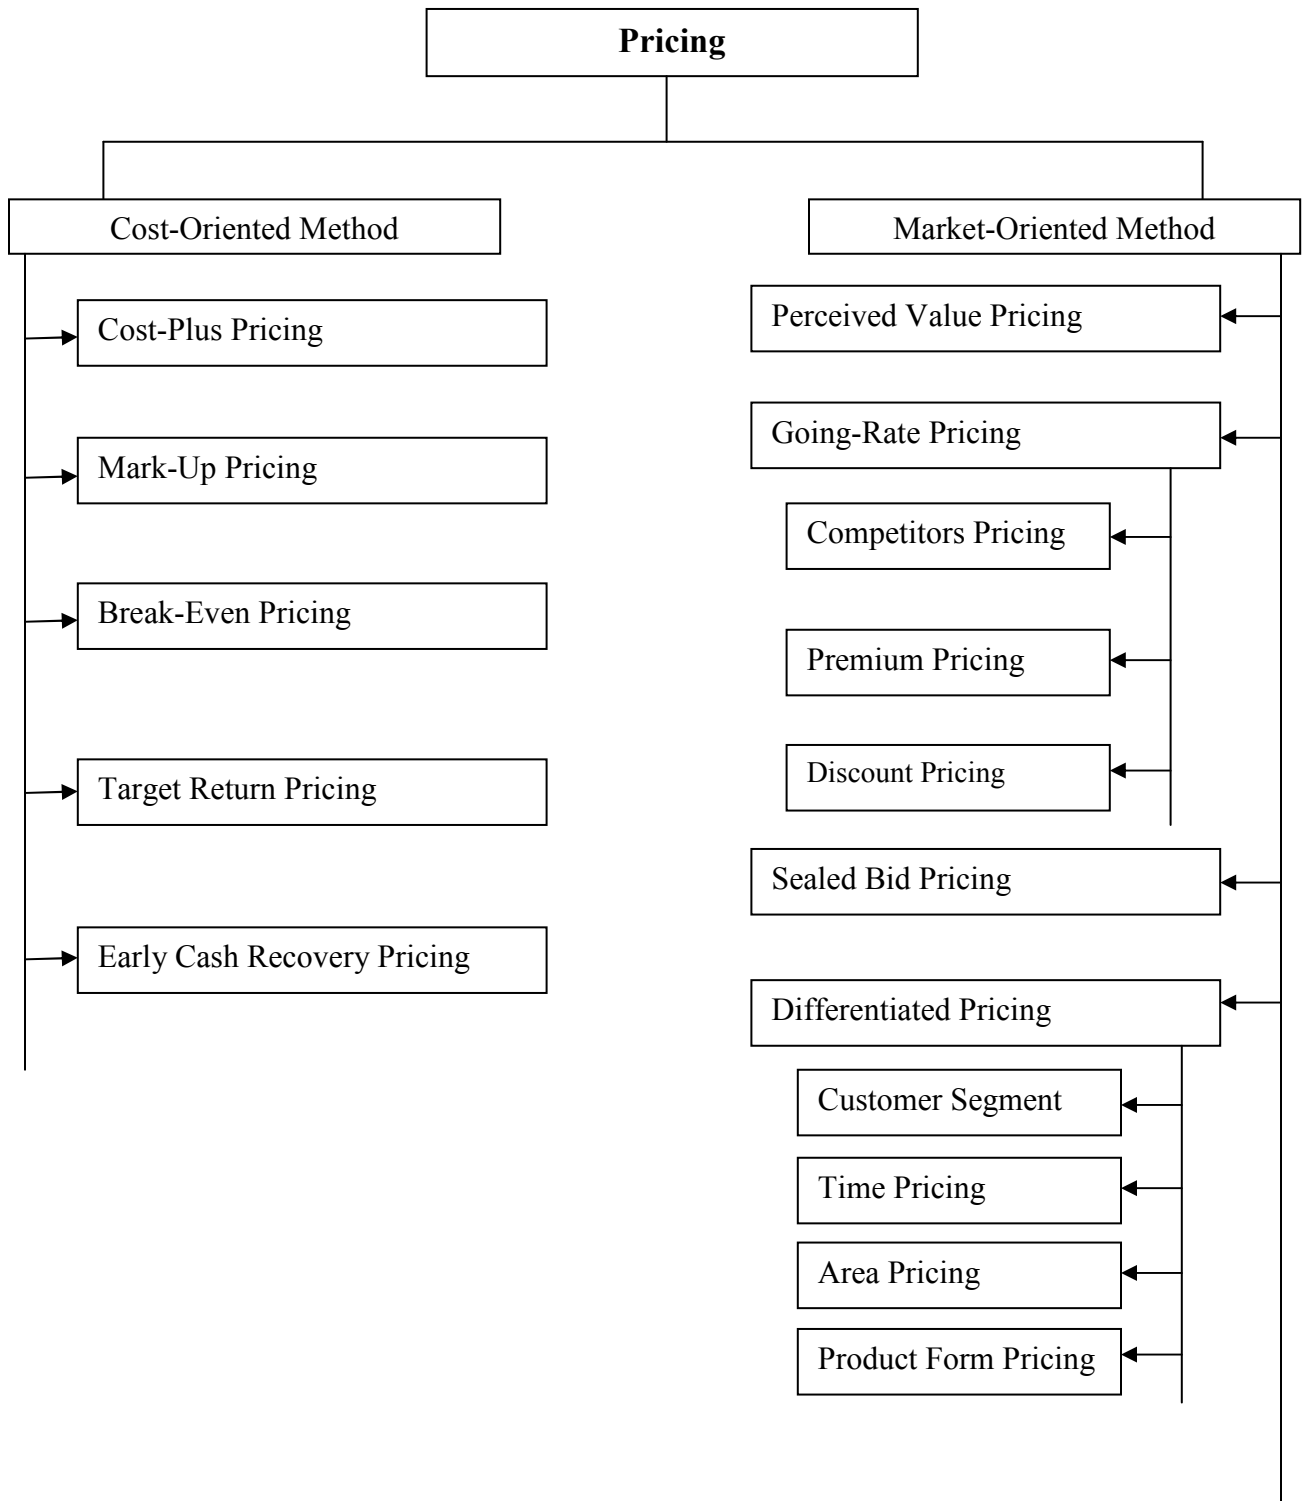 Pricing
Cost-Oriented Method
Cost-Plus Pricing
Mark-Up Pricing
Break-Even Pricing
Target Return Pricing
Early Cash Recovery Pricing
Market-Oriented Method
Perceived Value Pricing
Going-Rate Pricing
Competitors Pricing
Premium Pricing
Discount Pricing
Sealed Bid Pricing
Differentiated Pricing
Customer Segment
Time Pricing
Area Pricing
Product Form Pricing